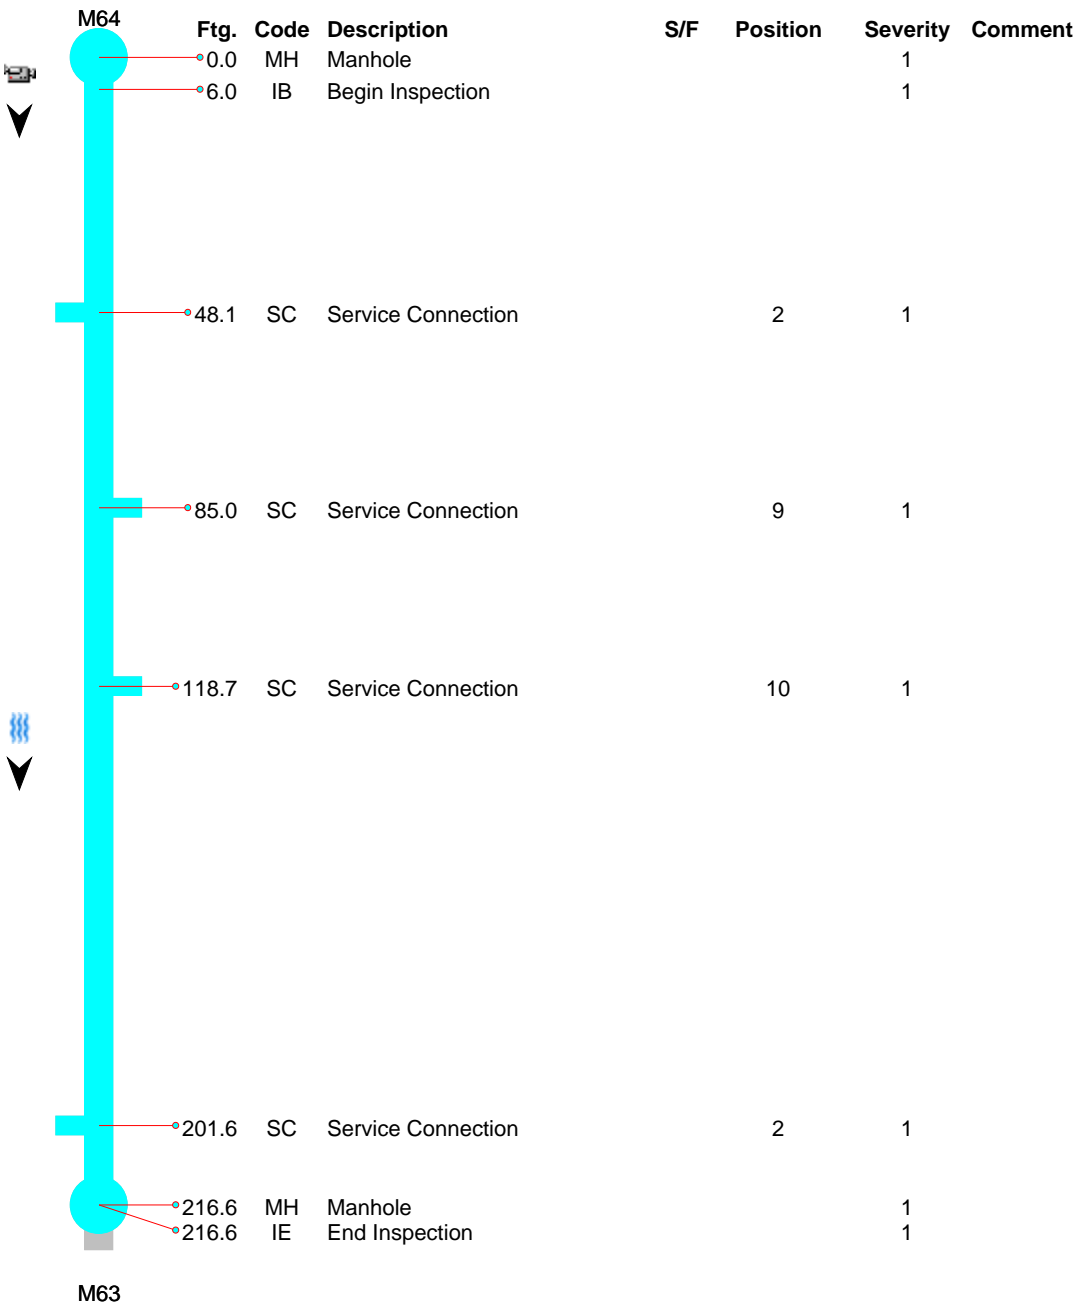 M64
Ftg. Code Description S/F Position Severity Comment
0.0 MH Manhole 1
6.0 IB Begin Inspection 1
48.1 SC Service Connection 2 1
85.0 SC Service Connection 9 1
118.7 SC Service Connection 10 1
201.6 SC Service Connection 2 1
216.6 MH Manhole 1
216.6 IE End Inspection 1
M63